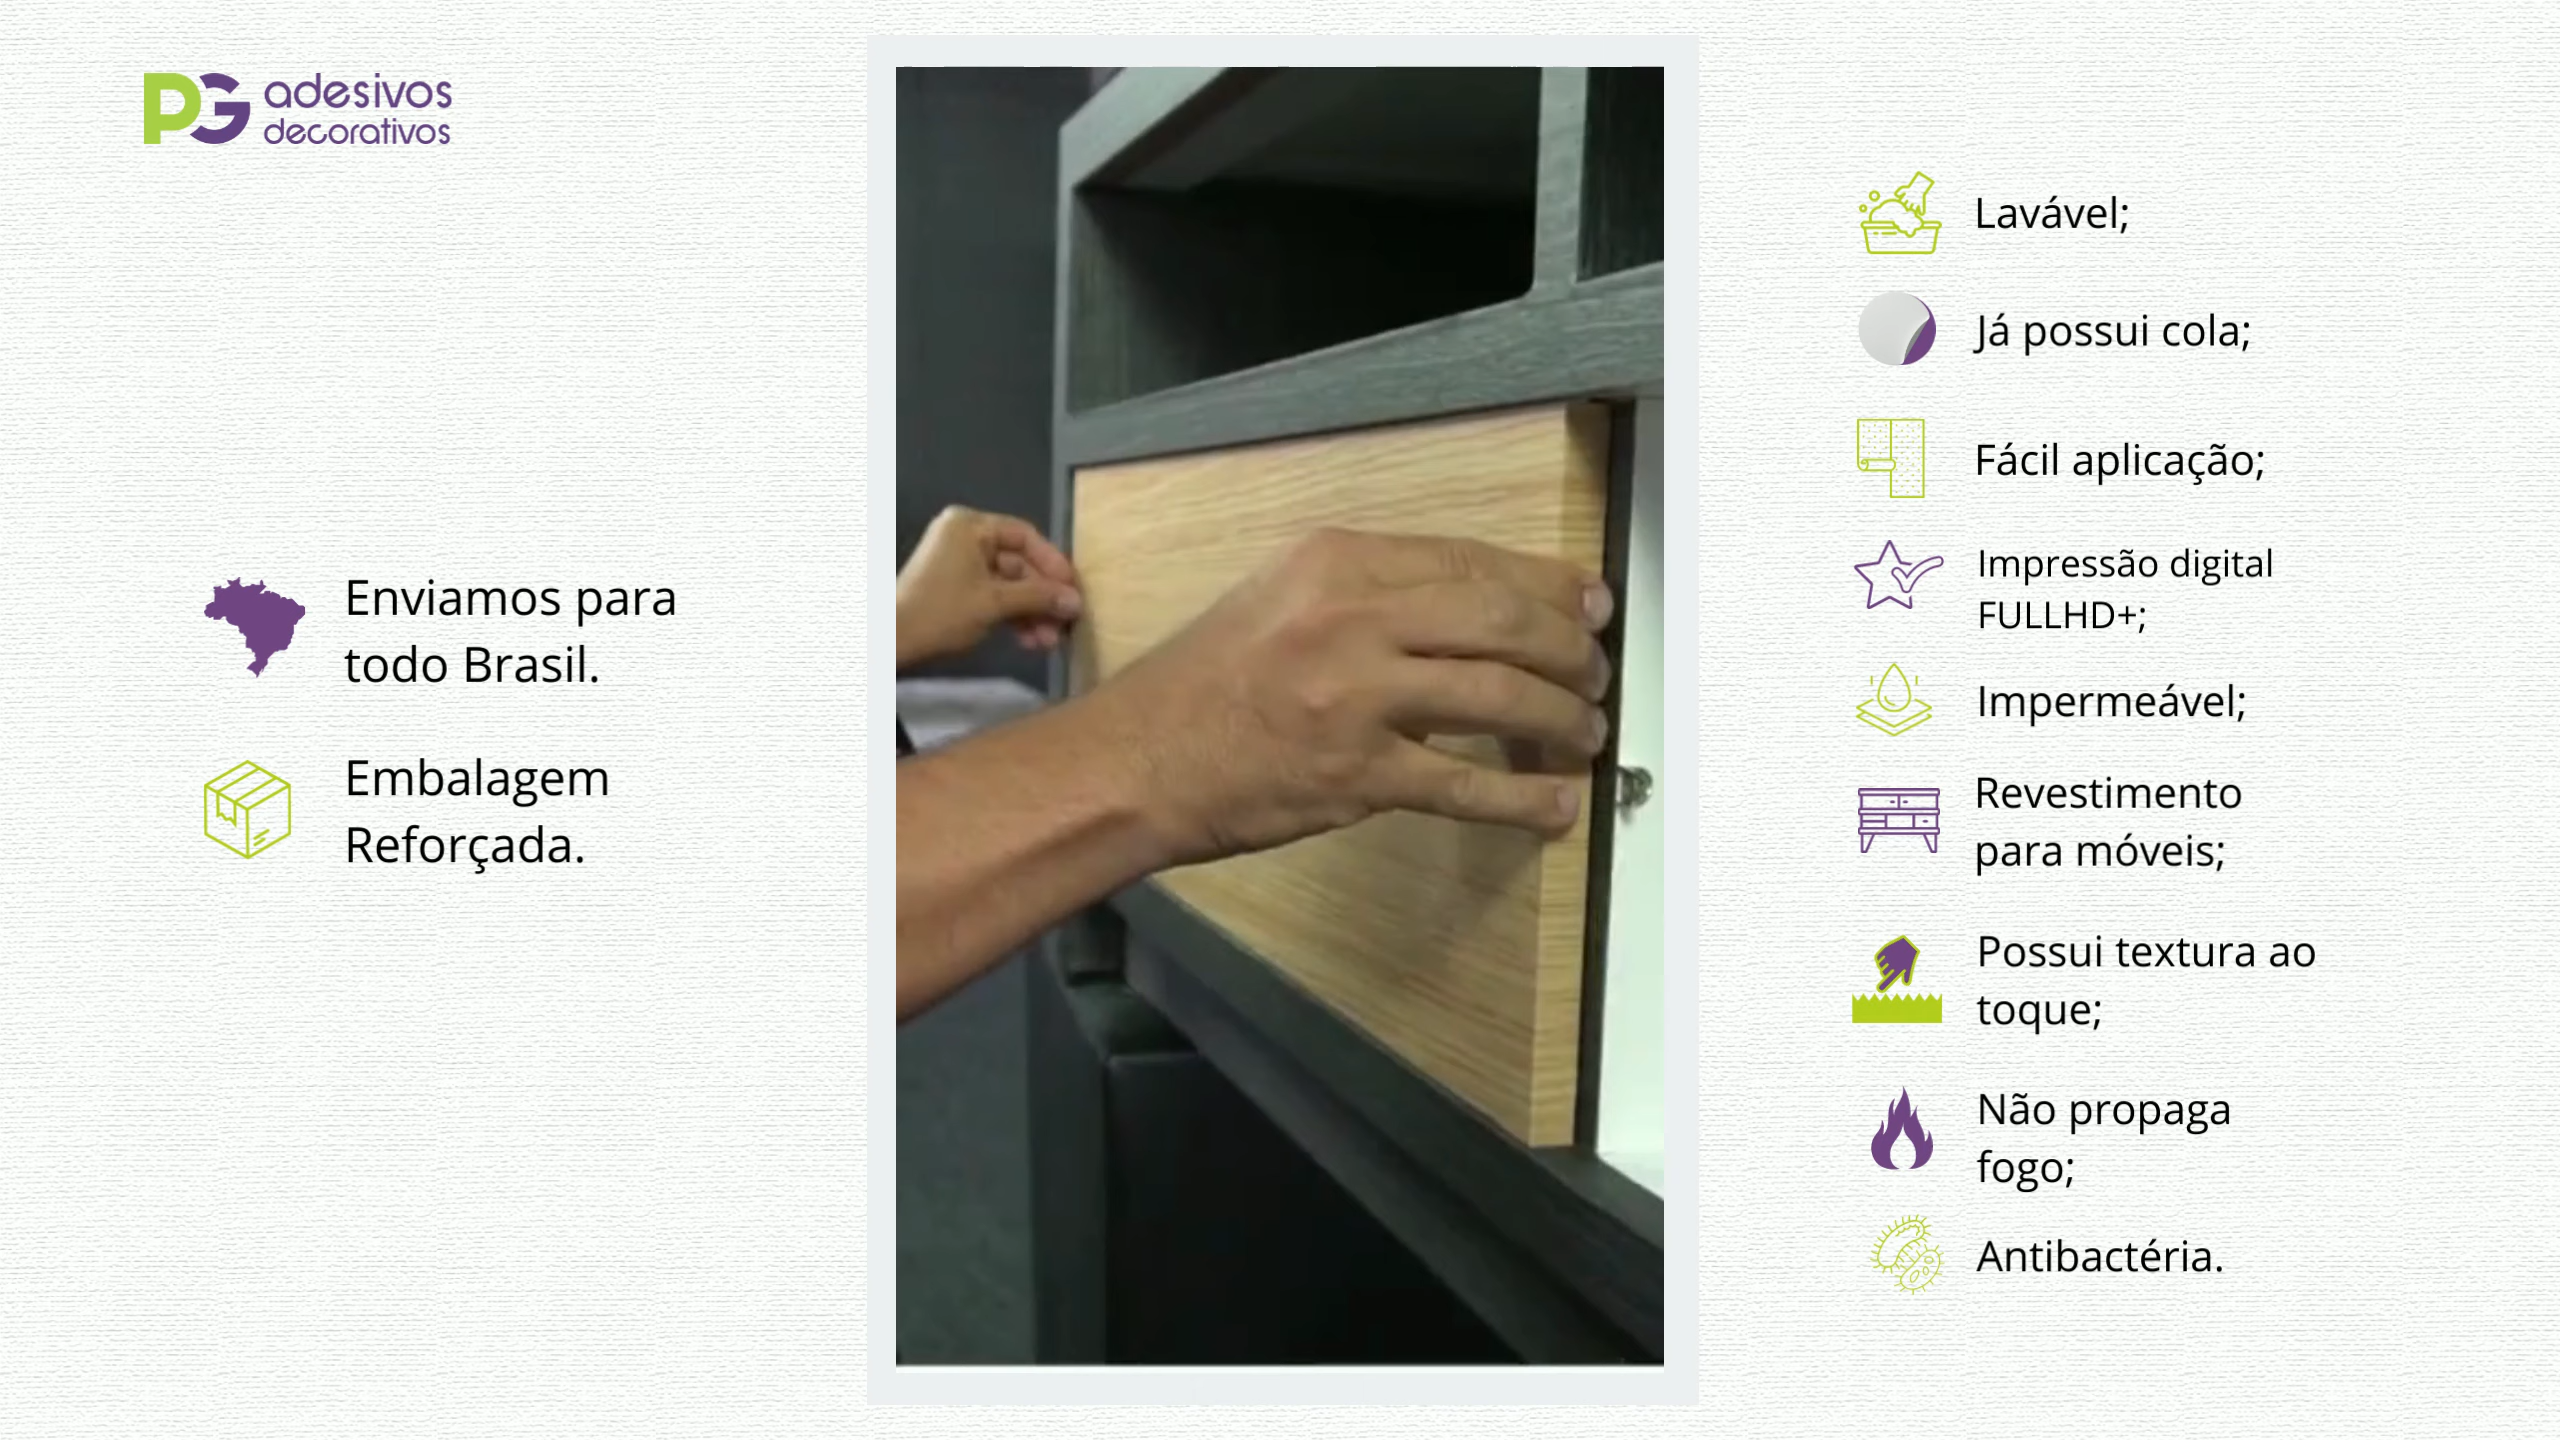 PG adesivos
decorativos
Enviamos para
todo Brasil.
Embalagem
Reforçada.
Lavável;
Já possui cola;
Fácil aplicação;
Impressão digital
FULLHD+;
Impermeável;
Revestimento
para móveis;
Possui textura ao
toque;
Não propaga
fogo;
Antibactéria.